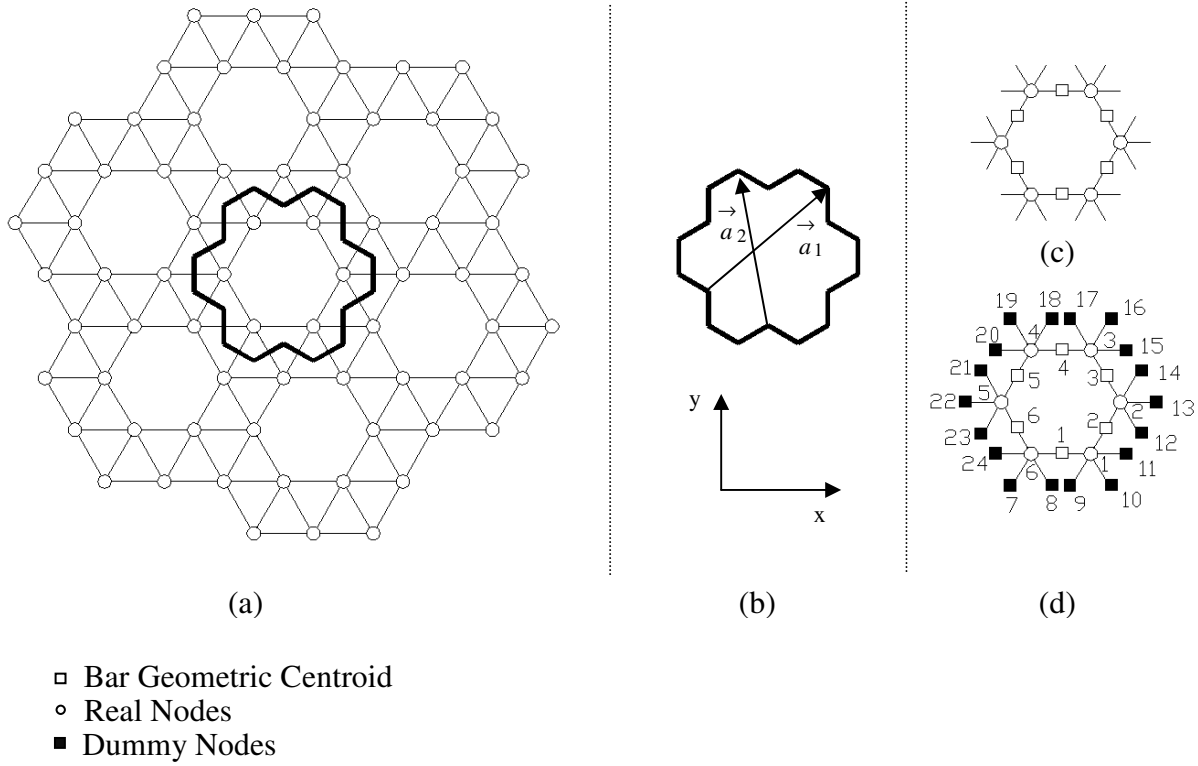 a2
a1
y
x
(a)
(b)
(c)
19 18 17 16
20 4 3 15
4
21 5 3 14
22 5 2 13
23 6 2 12
1
24 6 1 11
7 8 9 10
(d)
Bar Geometric Centroid
Real Nodes
Dummy Nodes